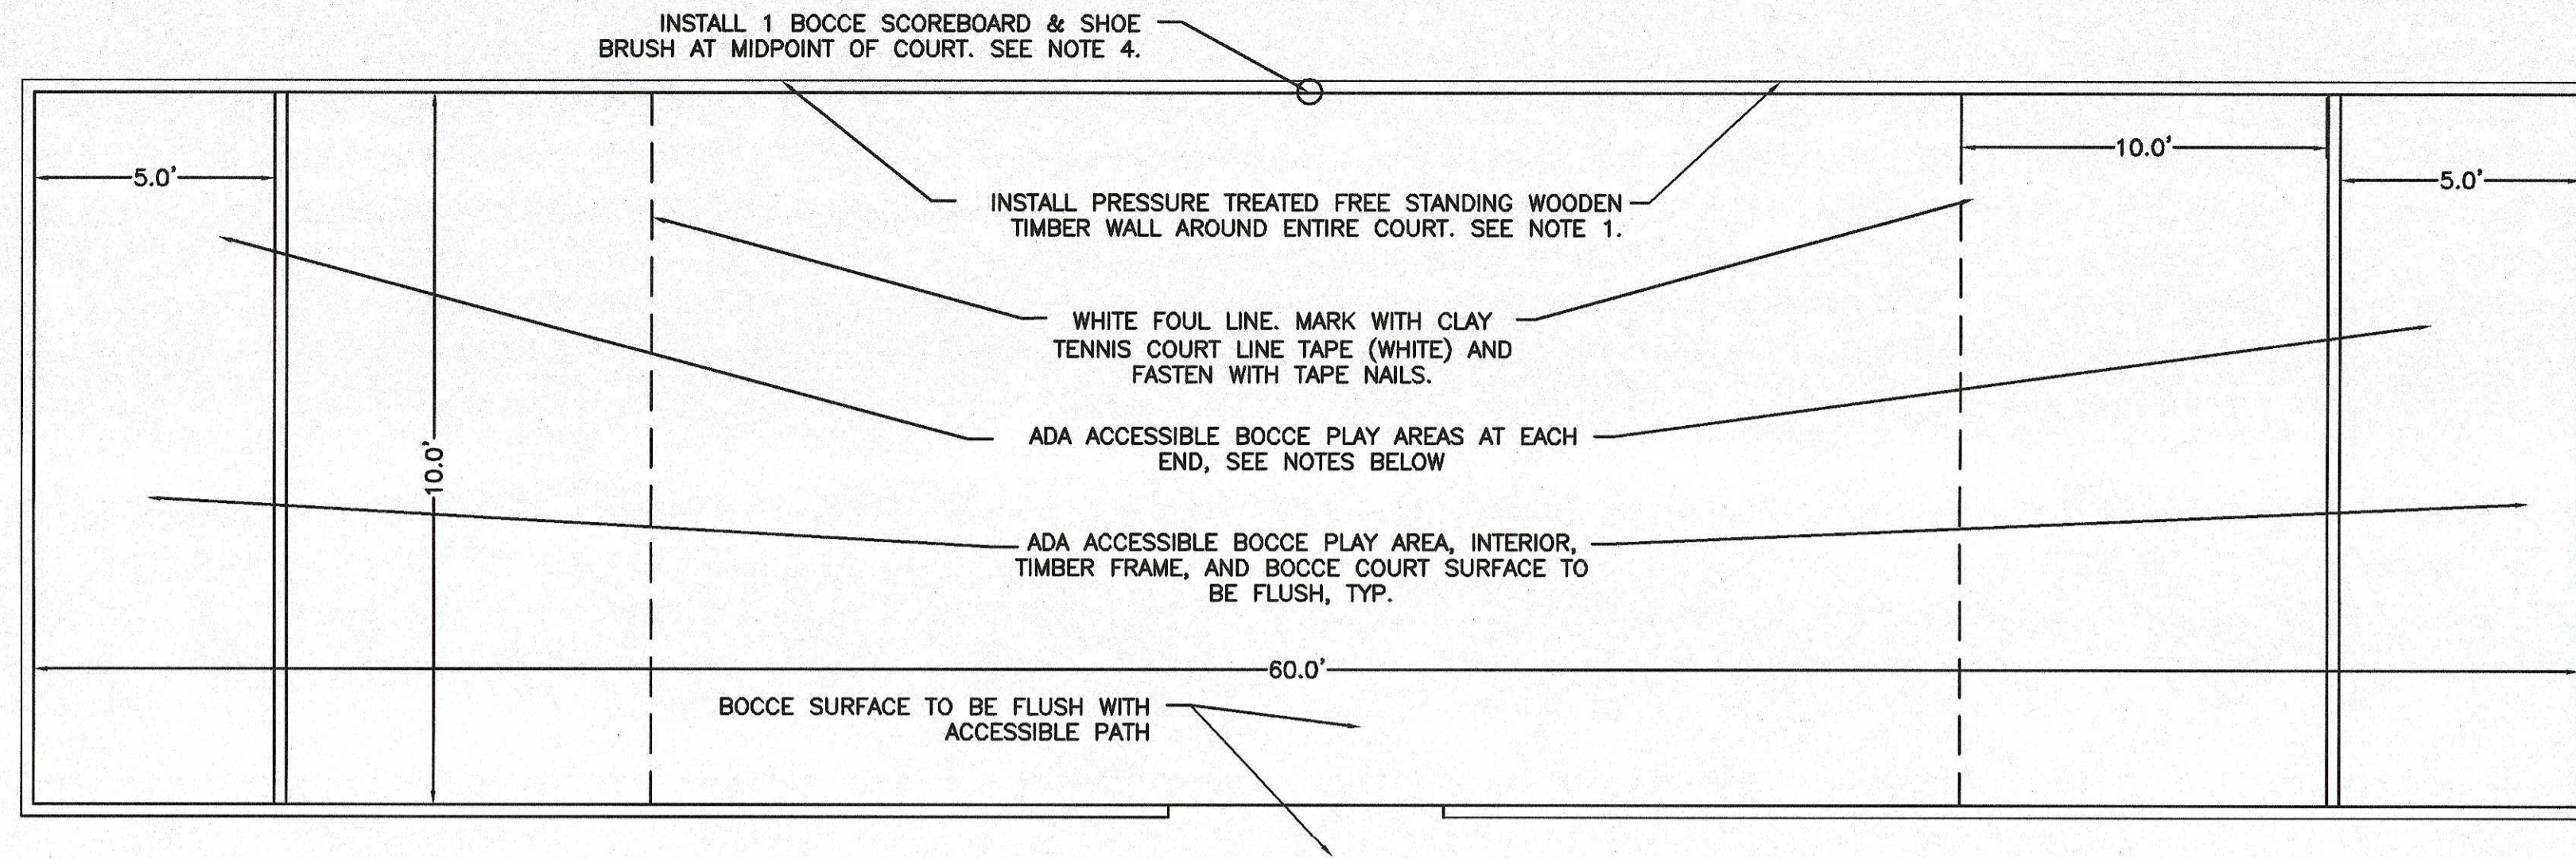 INSTALL 1 BOCCE SCOREBOARD & SHOE
BRUSH AT MIDPOINT OF COURT. SEE NOTE 4.
10.0'
5.0'
5.0'
INSTALL PRESSURE TREATED FREE STANDING WOODEN
TIMBER WALL AROUND ENTIRE COURT. SEE NOTE 1.
WHITE FOUL LINE. MARK WITH CLAY
TENNIS COURT LINE TAPE (WHITE) AND
FASTEN WITH TAPE NAILS.
ADA ACCESSIBLE BOCCE PLAY AREAS AT EACH
END, SEE NOTES BELOW
10.0'
ADA ACCESSIBLE BOCCE PLAY AREA, INTERIOR,
TIMBER FRAME, AND BOCCE COURT SURFACE TO
BE FLUSH, TYP.
60.0'
BOCCE SURFACE TO BE FLUSH WITH
ACCESSIBLE PATH